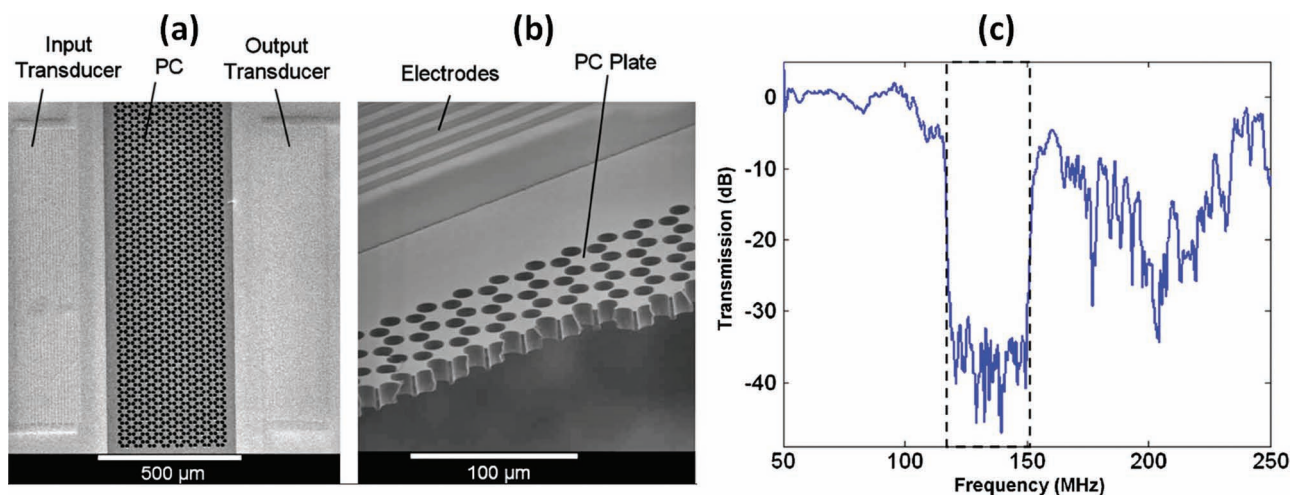 (a)
(b)
(c)
Input Transducer
PC
Output Transducer
Electrodes
PC Plate
500 µm
100 µm
Transmission (dB)
0
-10
-20
-30
-40
50
100
150
200
250
Frequency (MHz)